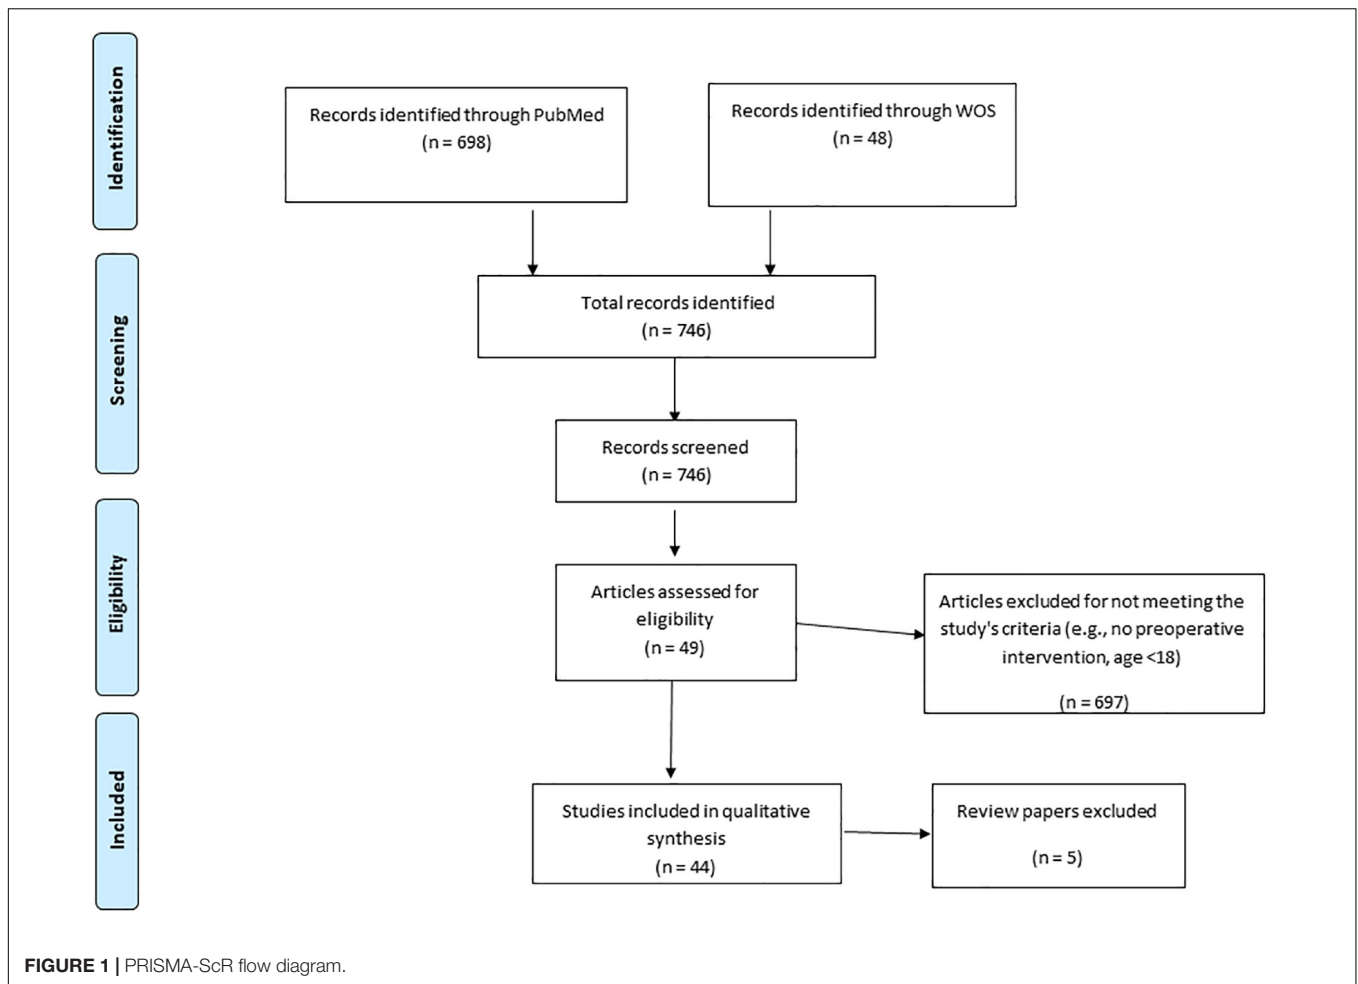 Identification
Records identified through PubMed
(n = 698)
Records identified through WOS
(n = 48)
Screening
Total records identified
(n = 746)
Records screened
(n = 746)
Eligibility
Articles assessed for
eligibility
(n = 49)
Articles excluded for not meeting the
study's criteria (e.g., no preoperative
intervention, age <18)
(n = 697)
Included
Studies included in qualitative
synthesis
(n = 44)
Review papers excluded
(n = 5)
FIGURE 1 | PRISMA-ScR flow diagram.